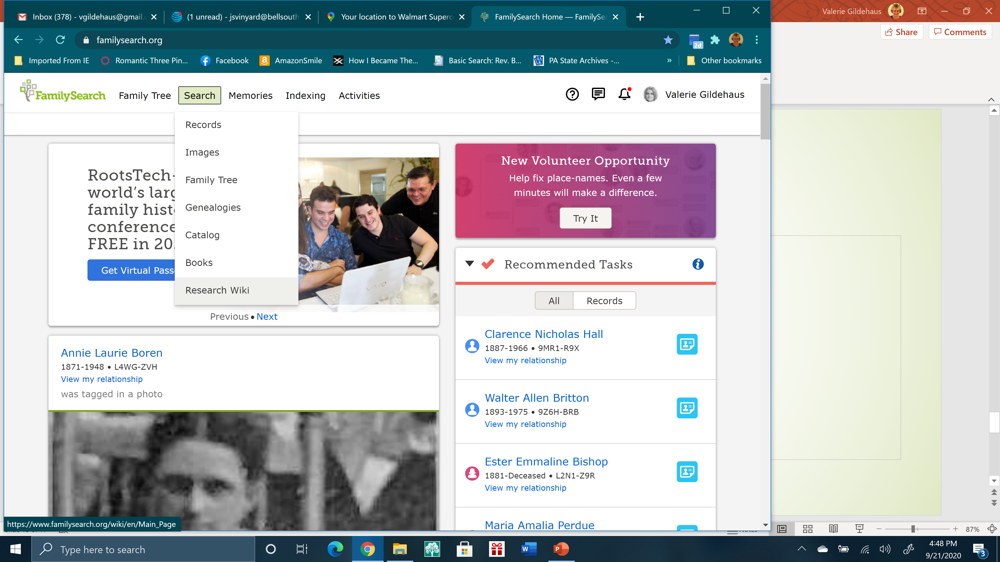 Inbox (378) - vgildehaus@gmail.c
(1 unread) - jsvinyard@bellsouth
Your location to Walmart Superc
FamilySearch Home — FamilySea
Valerie Gildehaus
familysearch.org
2d
Share
Comments
Imported From IE
Romantic Three Pin...
Facebook
AmazonSmile
How I Became The...
Basic Search: Rev. B...
PA State Archives -...
»
Other bookmarks
FamilySearch
Family Tree
Search
Memories
Indexing
Activities
Valerie Gildehaus
Records
Images
Family Tree
Genealogies
Catalog
Books
Research Wiki
RootsTech-
world's larg
family hist
conference
FREE in 20
Get Virtual Pass
VAIO
Previous • Next
New Volunteer Opportunity
Help fix place-names. Even a few
minutes will make a difference.
Try It
Recommended Tasks
All
Records
Clarence Nicholas Hall
1887-1966 • 9MR1-R9X
View my relationship
Walter Allen Britton
1893-1975 • 9Z6H-BRB
View my relationship
Ester Emmaline Bishop
1881-Deceased • L2N1-Z9R
View my relationship
Maria Amalia Perdue
Annie Laurie Boren
1871-1948 • L4WG-ZVH
View my relationship
was tagged in a photo
https://www.familysearch.org/wiki/en/Main_Page
87%
Type here to search
4:48 PM
9/21/2020
3